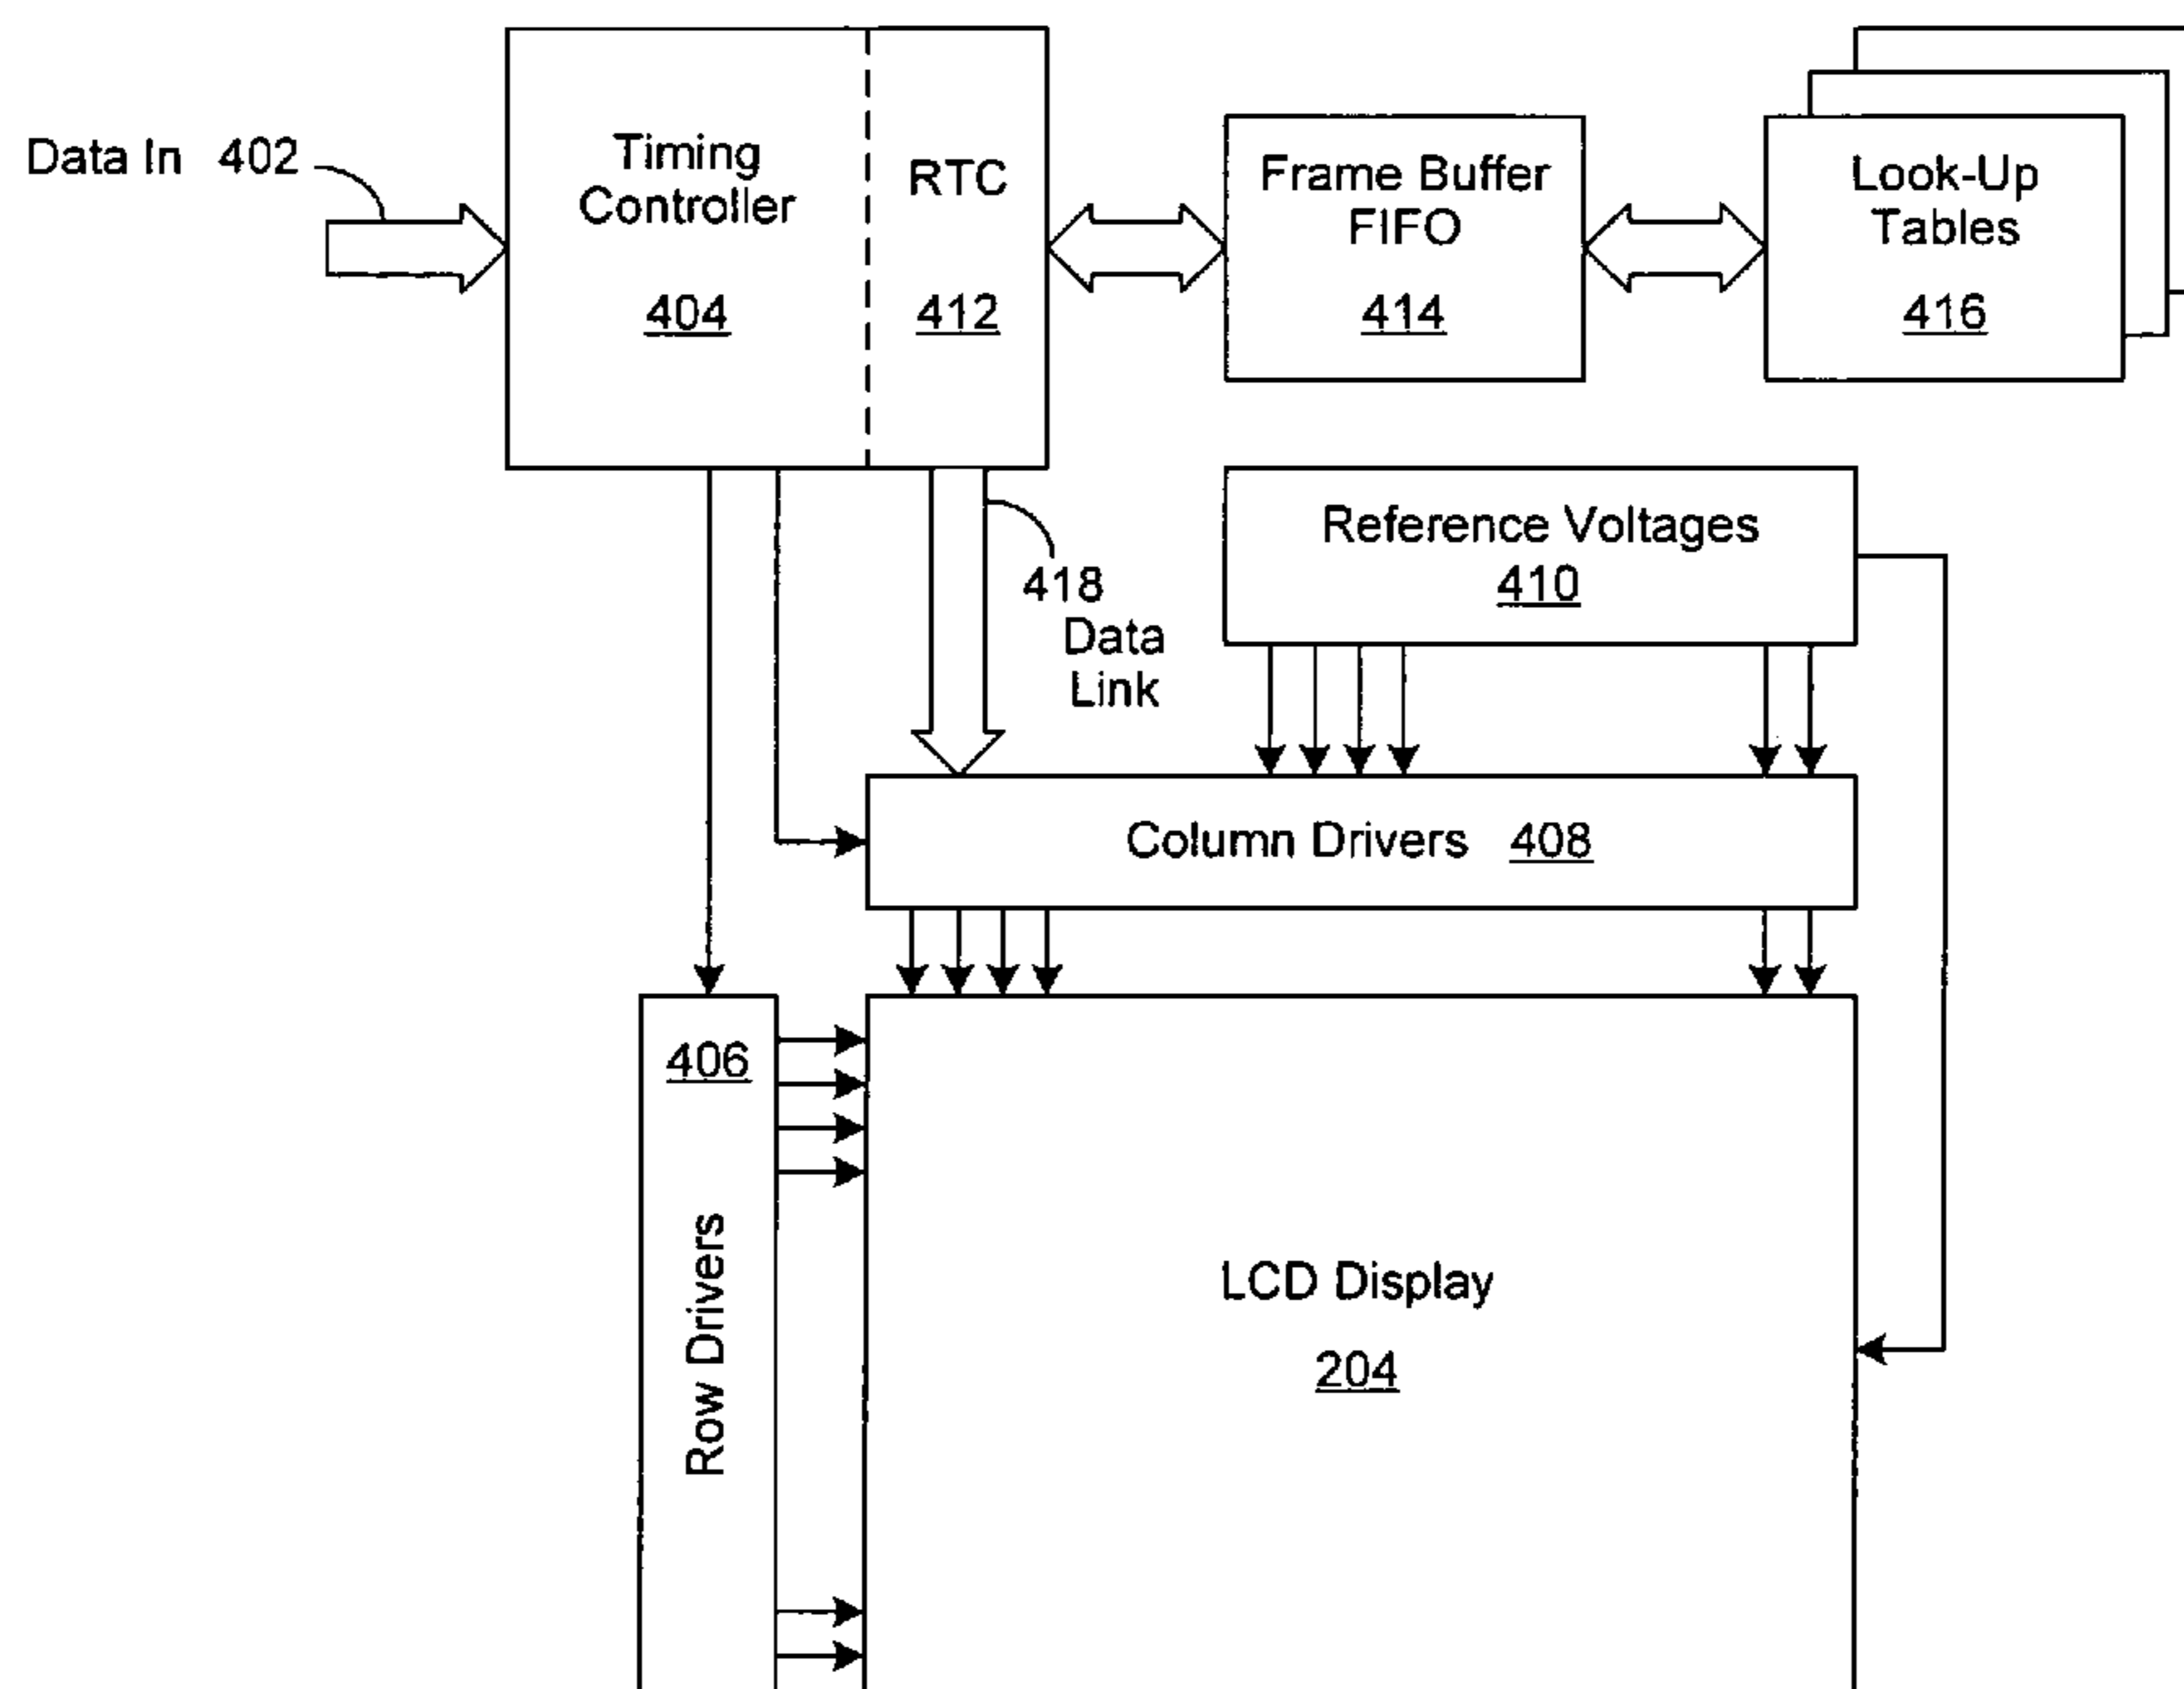 Data In 402
Timing
Controller
404
RTC
412
Frame Buffer
FIFO
414
Look-Up
Tables
416
418
Data
Link
Reference Voltages
410
Column Drivers 408
406
Row Drivers
LCD Display
204